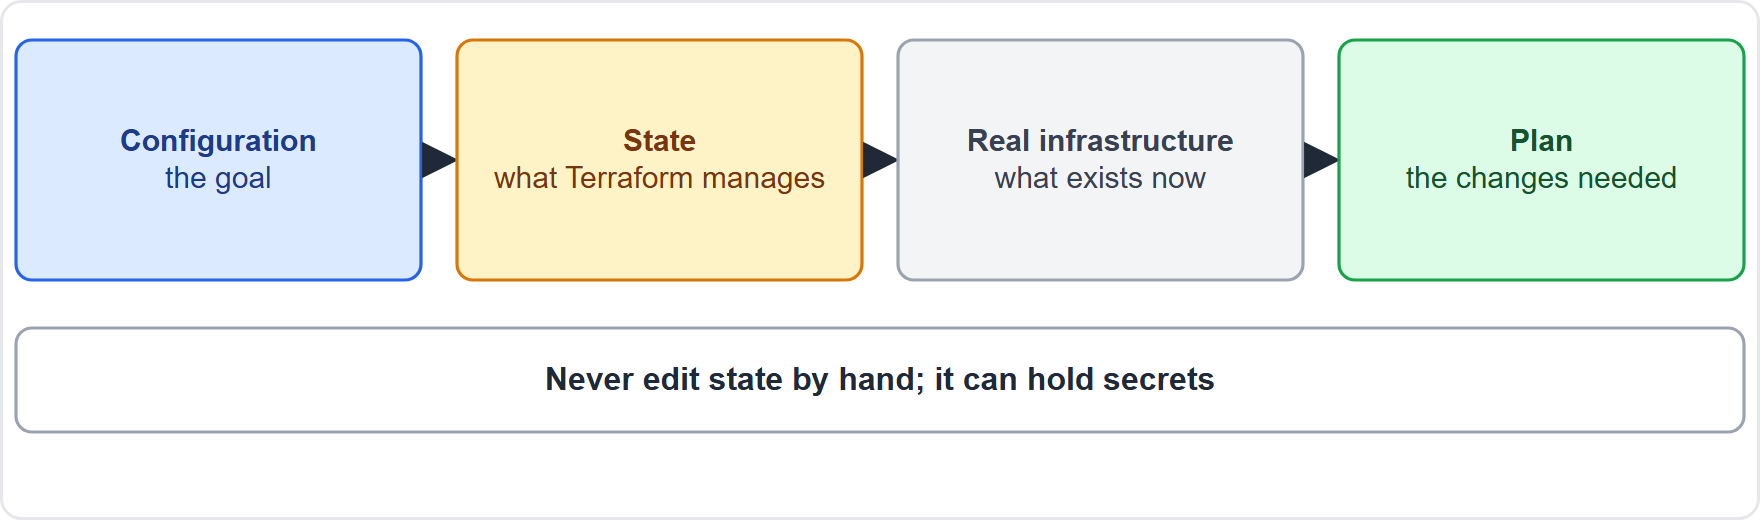 Configuration
the goal
State
what Terraform manages
Real infrastructure
what exists now
Plan
the changes needed
Never edit state by hand; it can hold secrets